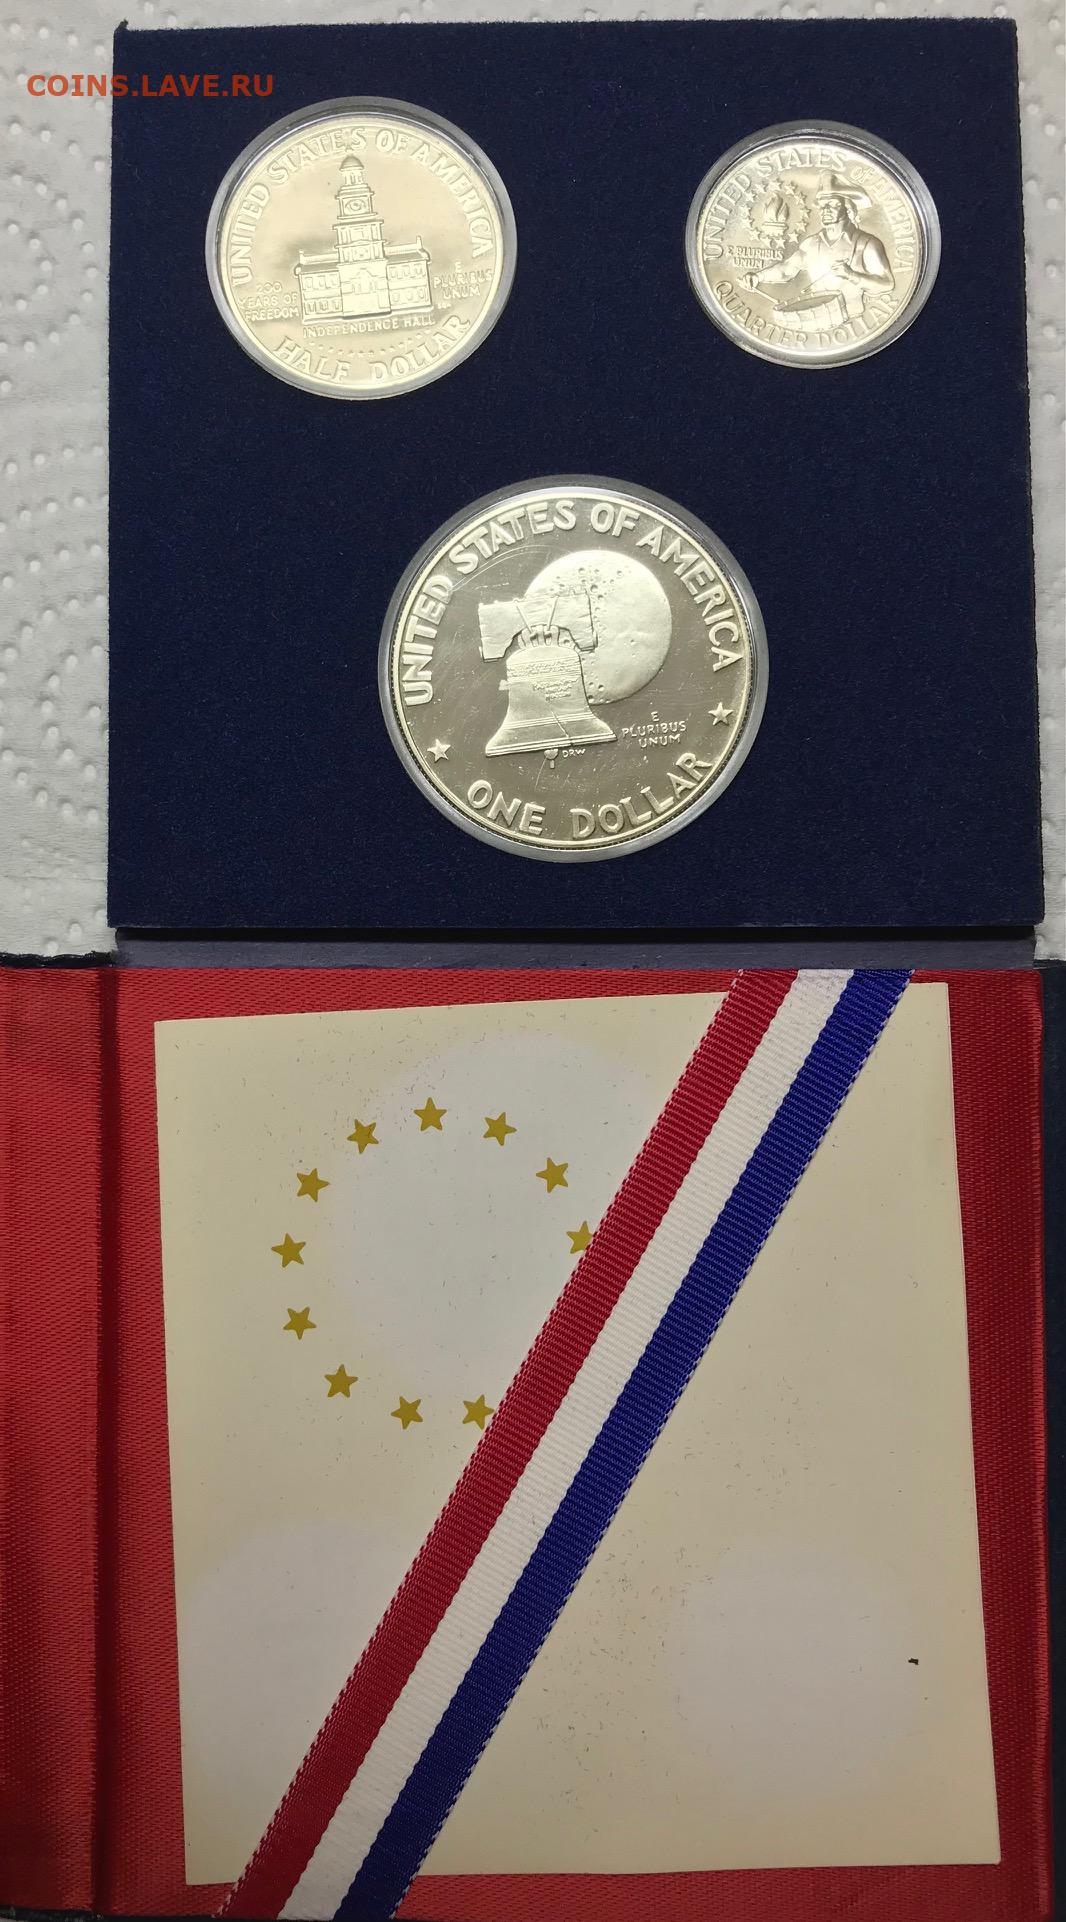 COINS.LAVE.RU
UNITED STATES OF AMERICA
200
YEARS OF
FREEDOM
E
PLURIBUS
UNUM
INDEPENDENCE HALL
HALF DOLLAR
UNITED STATES OF AMERICA
E PLURIBUS
UNUM
QUARTER DOLLAR
UNITED STATES OF AMERICA
E
PLURIBUS
UNUM
DRW
ONE DOLLAR